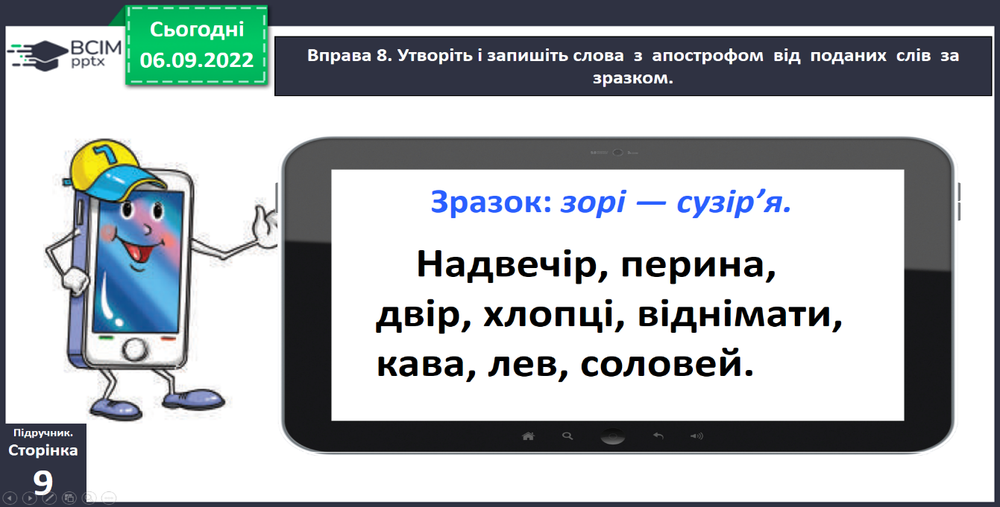 Сьогодні
06.09.2022
ВСІМ
pptx
Вправа 8. Утворіть і запишіть слова з апострофом від поданих слів за
зразком.
Зразок: зорі — сузір’я.
Надвечір, перина,
двір, хлопці, віднімати,
кава, лев, соловей.
Підручник.
Сторінка
9